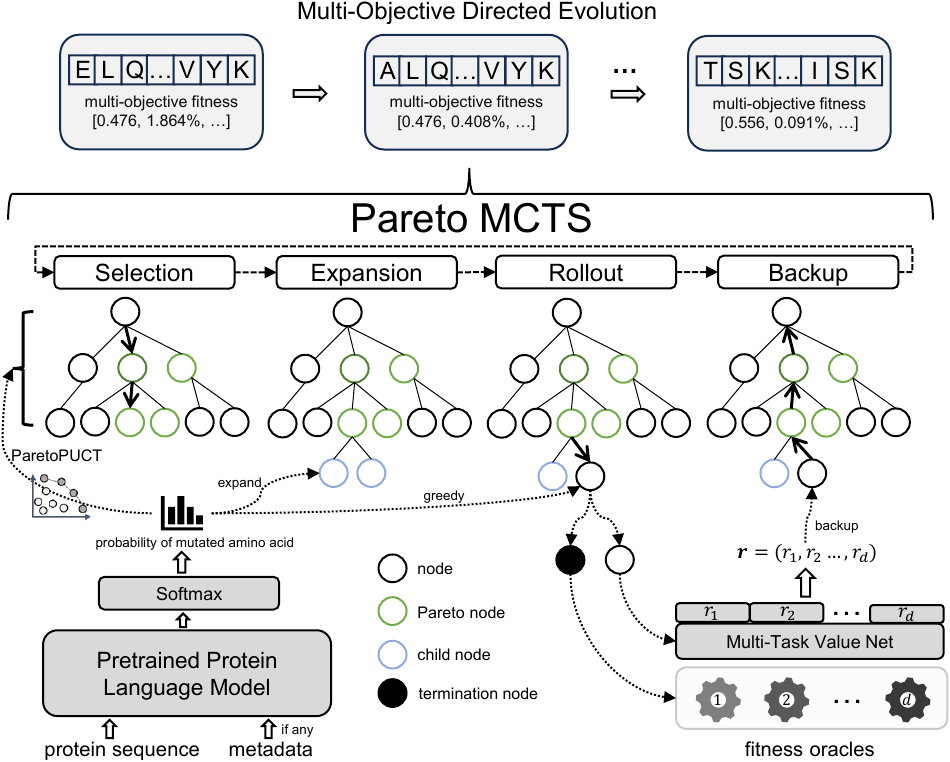 Multi-Objective Directed Evolution
E L Q ... V Y K
multi-objective fitness
[0.476, 1.864%, ...]
A L Q ... V Y K
multi-objective fitness
[0.476, 0.408%, ...]
...
T S K ... I S K
multi-objective fitness
[0.556, 0.091%, ...]
Pareto MCTS
Selection
Expansion
Rollout
Backup
ParetoPUCT
expand
greedy
probability of mutated amino acid
Softmax
Pretrained Protein
Language Model
protein sequence
metadata
if any
node
Pareto node
child node
termination node
backup
r = (r₁, r₂ ..., r_d)
r₁ r₂ ... r_d
Multi-Task Value Net
1 2 ... d
fitness oracles